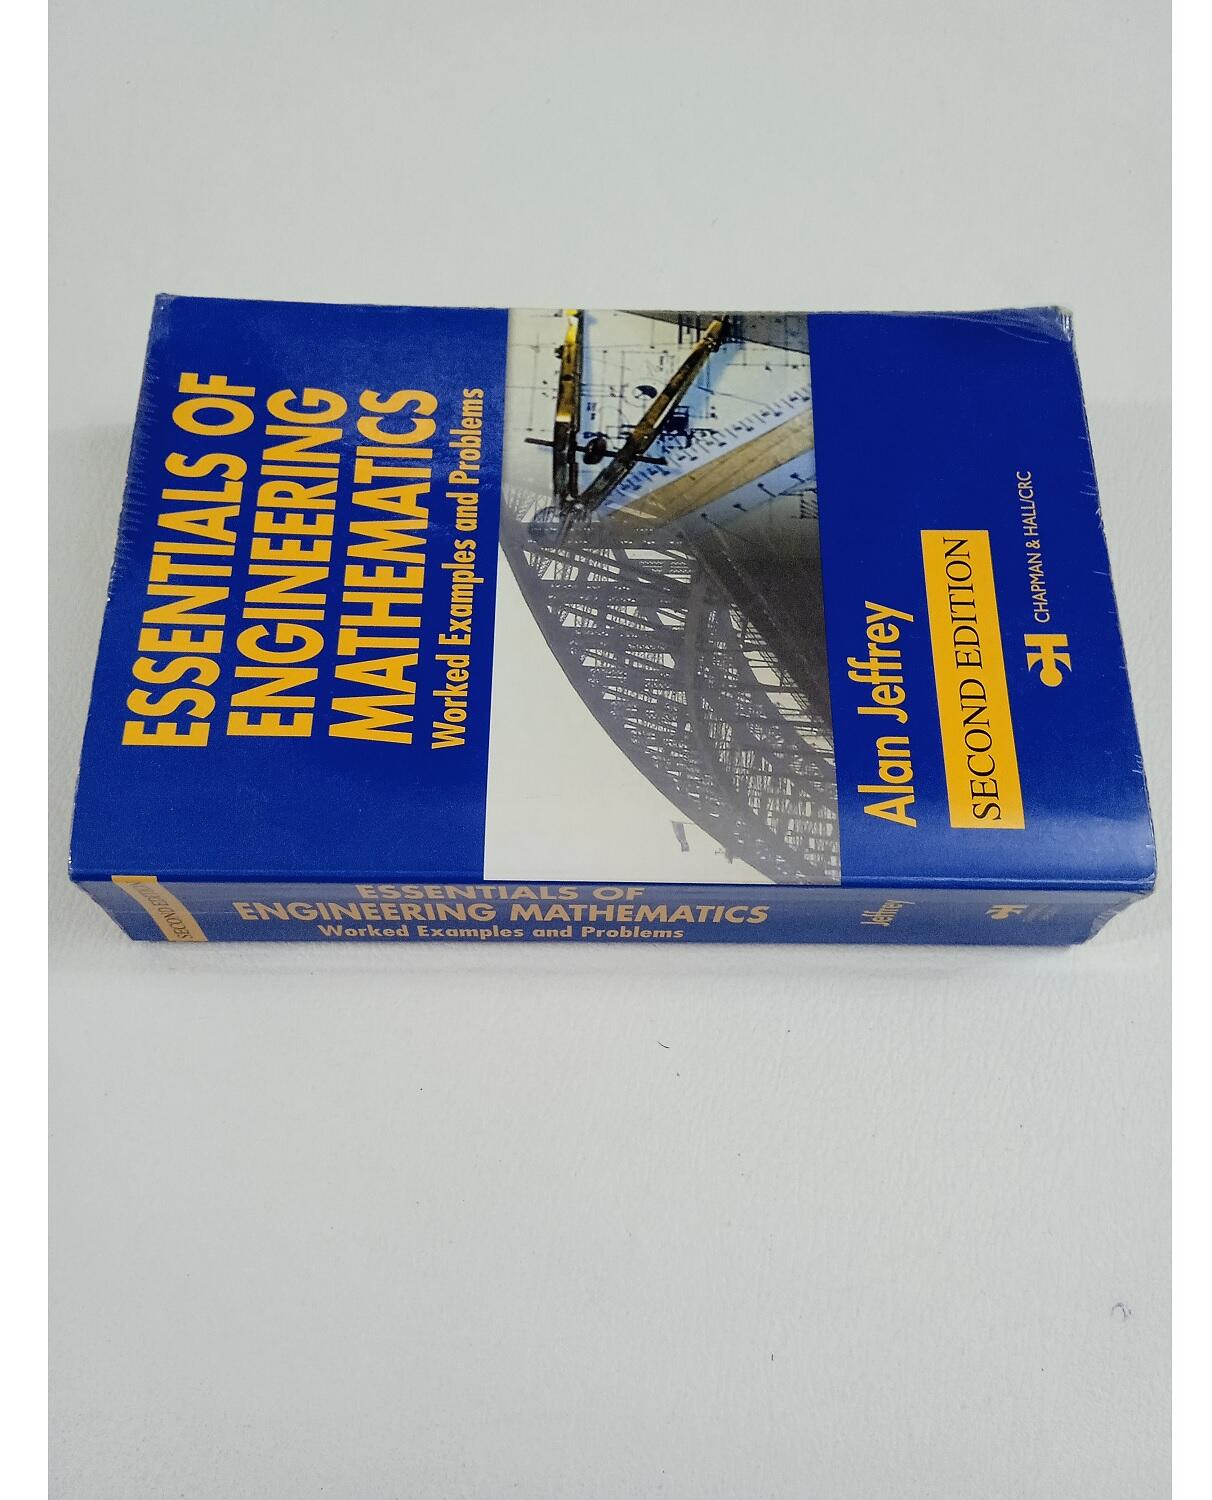 ESSENTIALS OF
ENGINEERING
MATHEMATICS
Worked Examples and Problems
Alan Jeffrey
SECOND EDITION
CHAPMAN & HALL/CRC
SECOND EDITION
ESSENTIALS OF
ENGINEERING MATHEMATICS
Worked Examples and Problems
Jeffrey